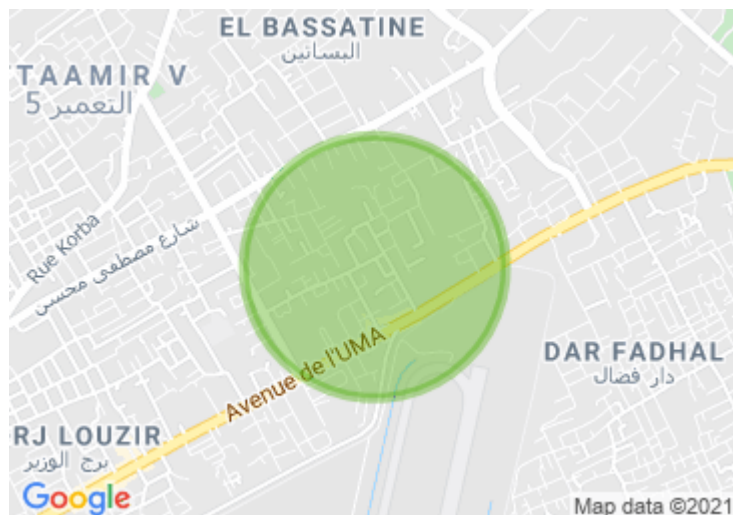 EL BASSATINE
البساتين
TAAMIR V
التعمير 5
Rue Korba
شارع مصطفى محسن
Avenue de l'UMA
DAR FADHAL
دار فضال
RJ LOUZIR
برج الوزير
Google
Map data ©2021